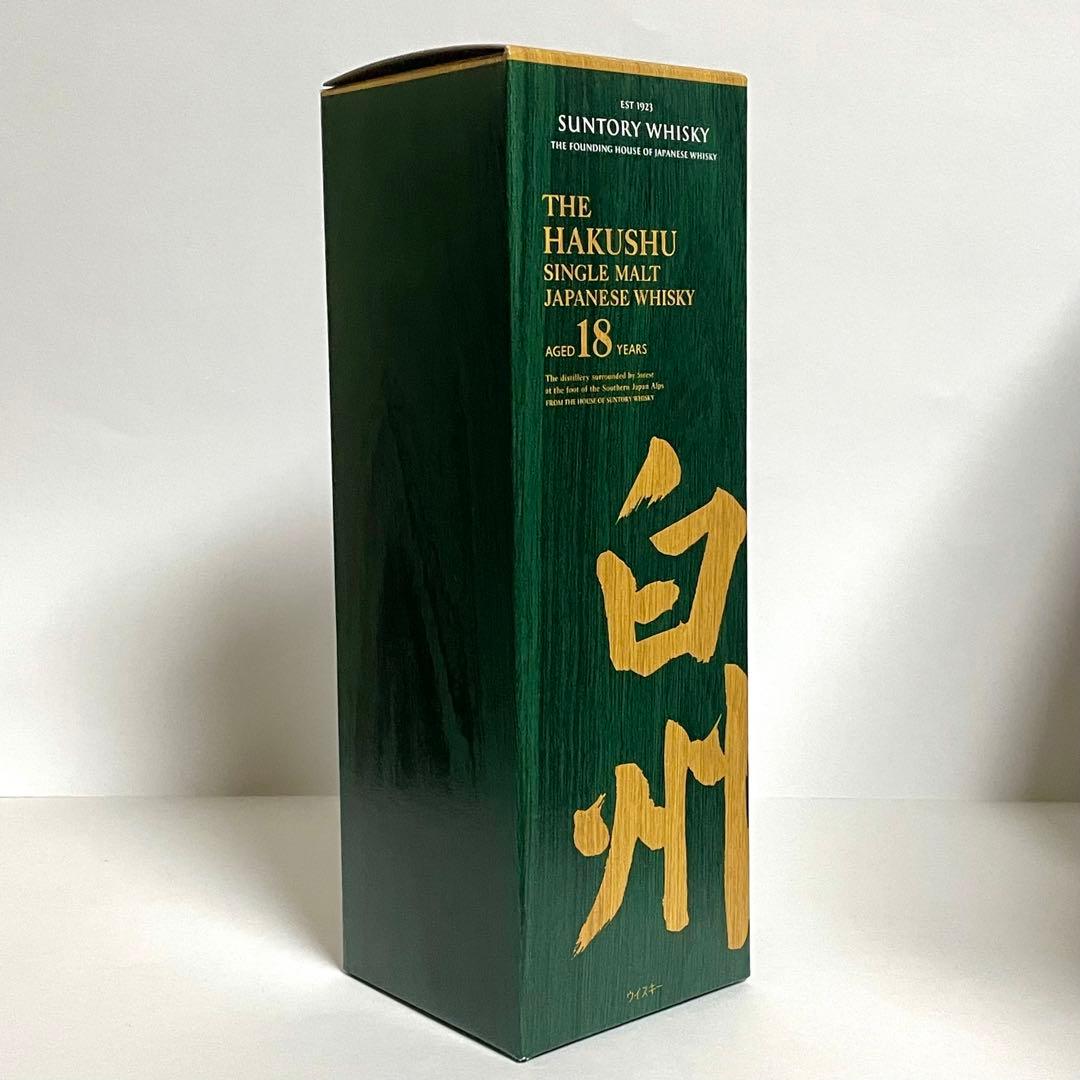 EST 1923
SUNTORY WHISKY
THE FOUNDING HOUSE OF JAPANESE WHISKY
THE
HAKUSHU
SINGLE MALT
JAPANESE WHISKY
AGED 18 YEARS
The distillery surrounded by forest
at the foot of the Southern Japan Alps
FROM THE HOUSE OF SUNTORY WHISKY
白
州
ウイスキー